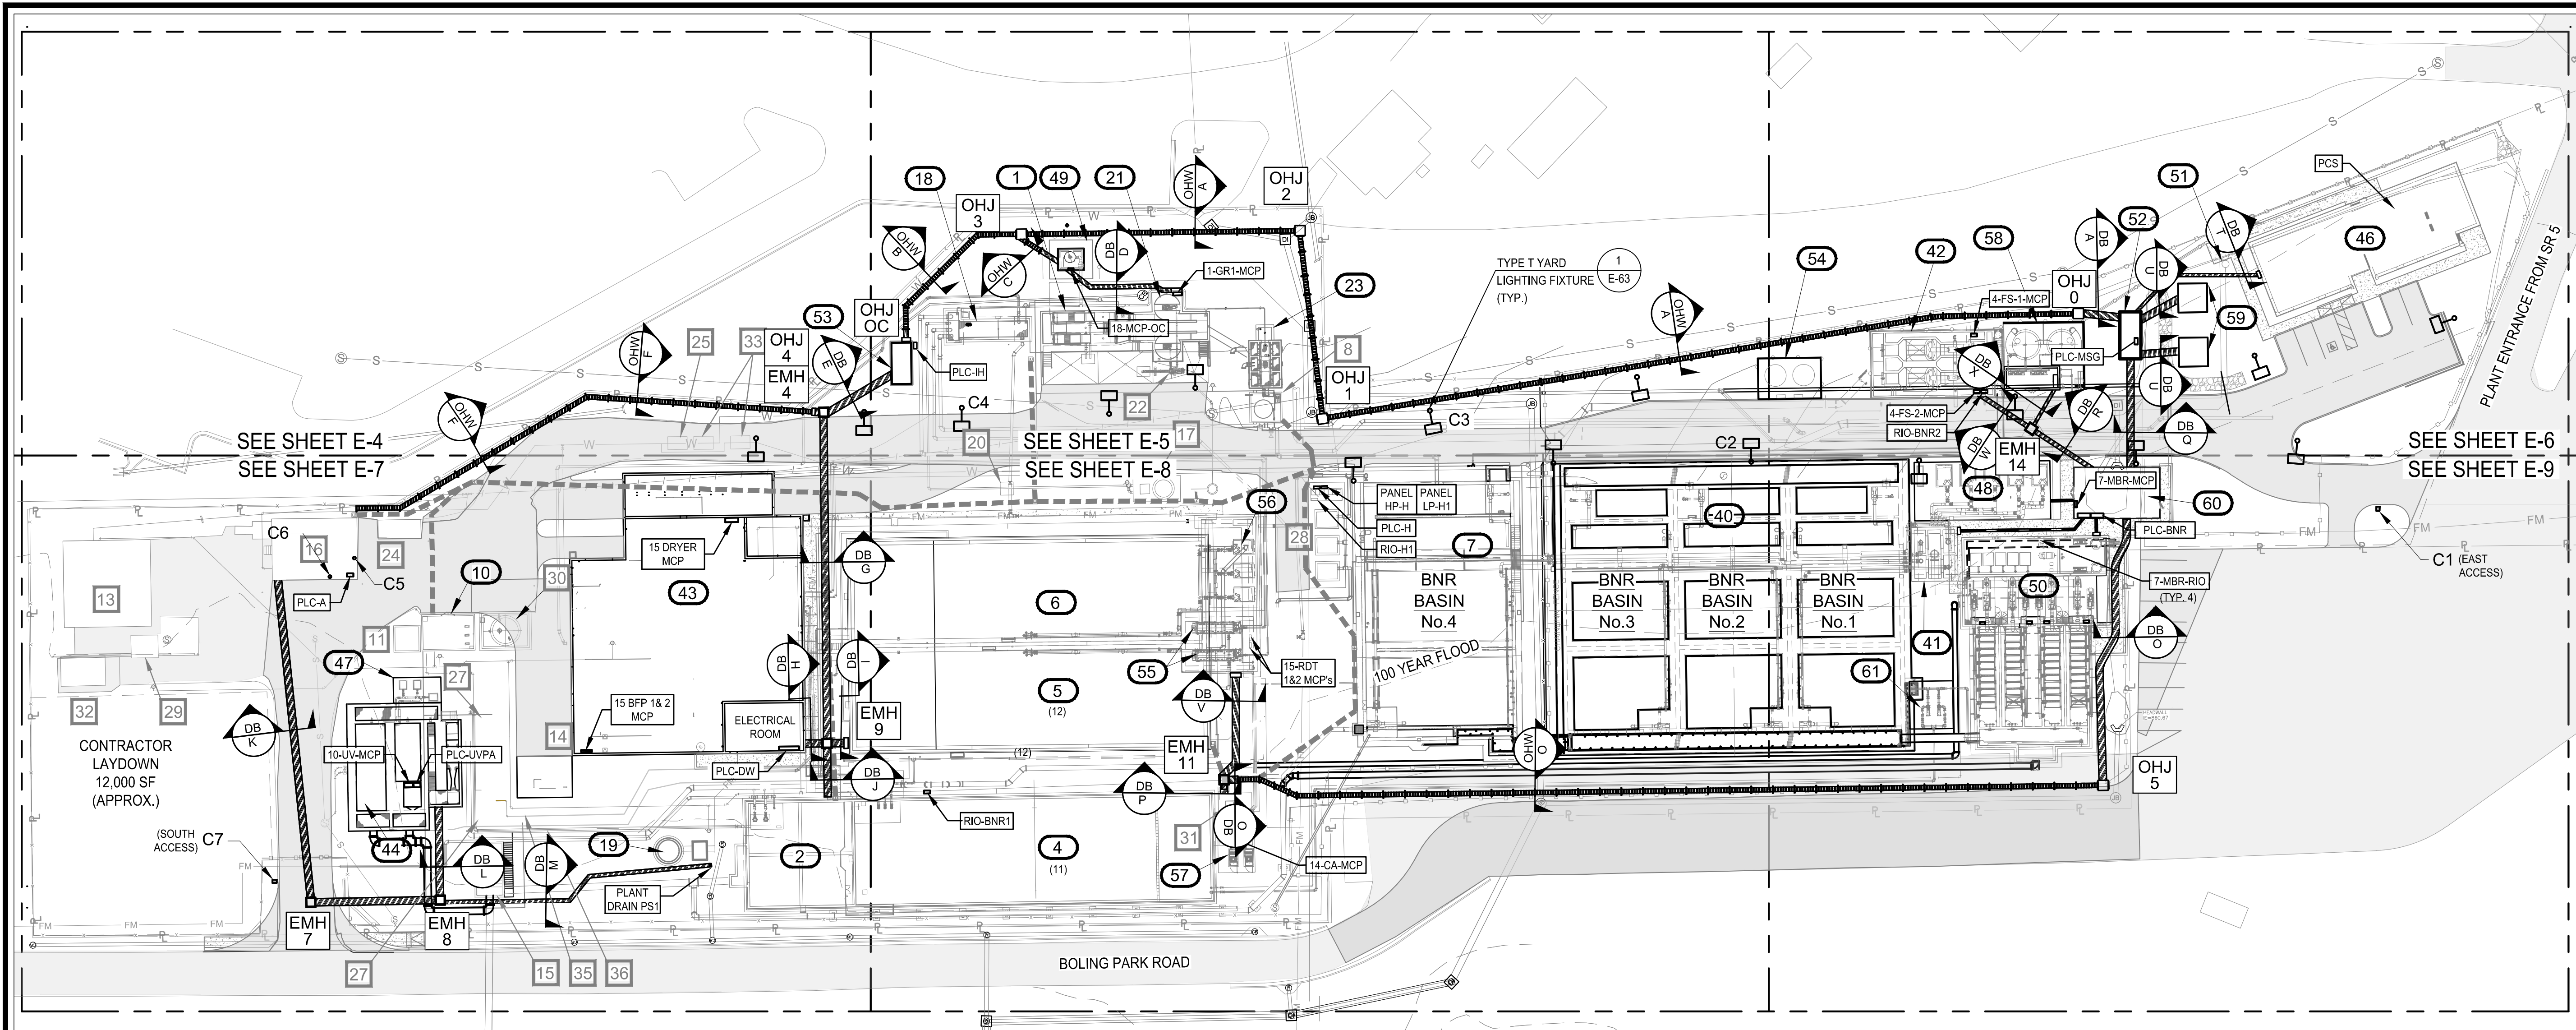 PCS
51
52
46
59
PLANT ENTRANCE FROM SR 5
DB
T
DB
A
DB
U
58
42
54
OHJ
0
4-FS-1-MCP
PLC-MSG
DB
X
DB
U
DB
R
DB
Q
4-FS-2-MCP
RIO-BNR2
DB
W
EMH
14
OHW
A
OHJ
2
18
1
49
21
OHJ
3
OHW
B
OHW
C
DB
D
1-GR1-MCP
TYPE T YARD
LIGHTING FIXTURE
(TYP.)
1
E-63
23
OHW
A
18-MCP-OC
8
OHJ
OC
53
OHJ
4
EMH
4
DB
E
PLC-IH
OHJ
1
OHW
F
25
33
C4
22
C3
OHW
F
20
17
C2
SEE SHEET E-4
SEE SHEET E-7
SEE SHEET E-5
SEE SHEET E-8
SEE SHEET E-6
SEE SHEET E-9
7-MBR-MCP
60
48
PLC-BNR
C1 (EAST
ACCESS)
7-MBR-RIO
(TYP. 4)
50
DB
O
41
61
40
56
28
PANEL
HP-H
PANEL
LP-H1
PLC-H
RIO-H1
7
BNR
BASIN
No.4
BNR
BASIN
No.3
BNR
BASIN
No.2
BNR
BASIN
No.1
100 YEAR FLOOD
C6
16
24
C5
PLC-A
10
30
13
11
15 DRYER
MCP
43
DB
G
6
55
15-RDT
1&2 MCP's
DB
H
DB
I
5
(12)
DB
V
47
27
32
29
DB
K
14
15 BFP 1& 2
MCP
ELECTRICAL
ROOM
EMH
9
(12)
EMH
11
OHW
O
OHJ
5
CONTRACTOR
LAYDOWN
12,000 SF
(APPROX.)
10-UV-MCP
PLC-UVPA
PLC-DW
DB
J
DB
P
RIO-BNR1
31
DB
O
(SOUTH
ACCESS)
C7
44
DB
L
DB
M
19
2
4
(11)
57
14-CA-MCP
PLANT
DRAIN PS1
EMH
7
EMH
8
27
15
35
36
BOLING PARK ROAD